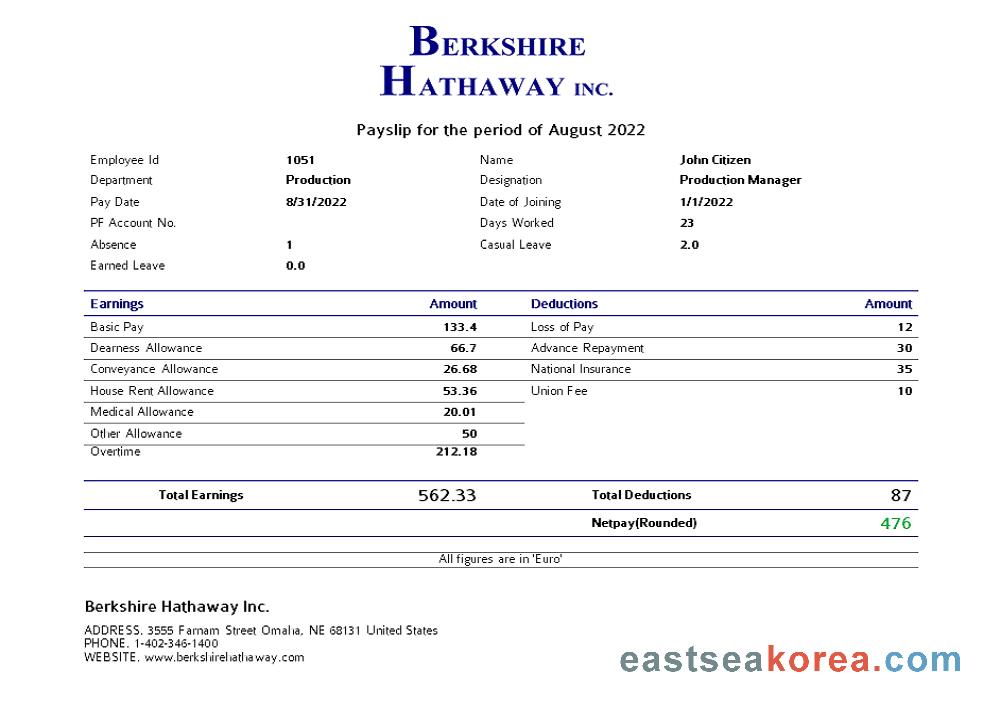 BERKSHIRE
HATHAWAY INC.
Payslip for the period of August 2022
Employee Id 1051 Name John Citizen
Department Production Designation Production Manager
Pay Date 8/31/2022 Date of Joining 1/1/2022
PF Account No. Days Worked 23
Absence 1 Casual Leave 2.0
Earned Leave 0.0
Earnings Amount Deductions Amount
Basic Pay 133.4 Loss of Pay 12
Dearness Allowance 66.7 Advance Repayment 30
Conveyance Allowance 26.68 National Insurance 35
House Rent Allowance 53.36 Union Fee 10
Medical Allowance 20.01
Other Allowance 50
Overtime 212.18
Total Earnings 562.33 Total Deductions 87
Netpay(Rounded) 476
All figures are in 'Euro'
Berkshire Hathaway Inc.
ADDRESS. 3555 Farnam Street Omaha, NE 68131 United States
PHONE. 1-402-346-1400
WEBSITE. www.berkshirehathaway.com
eastseakorea.com